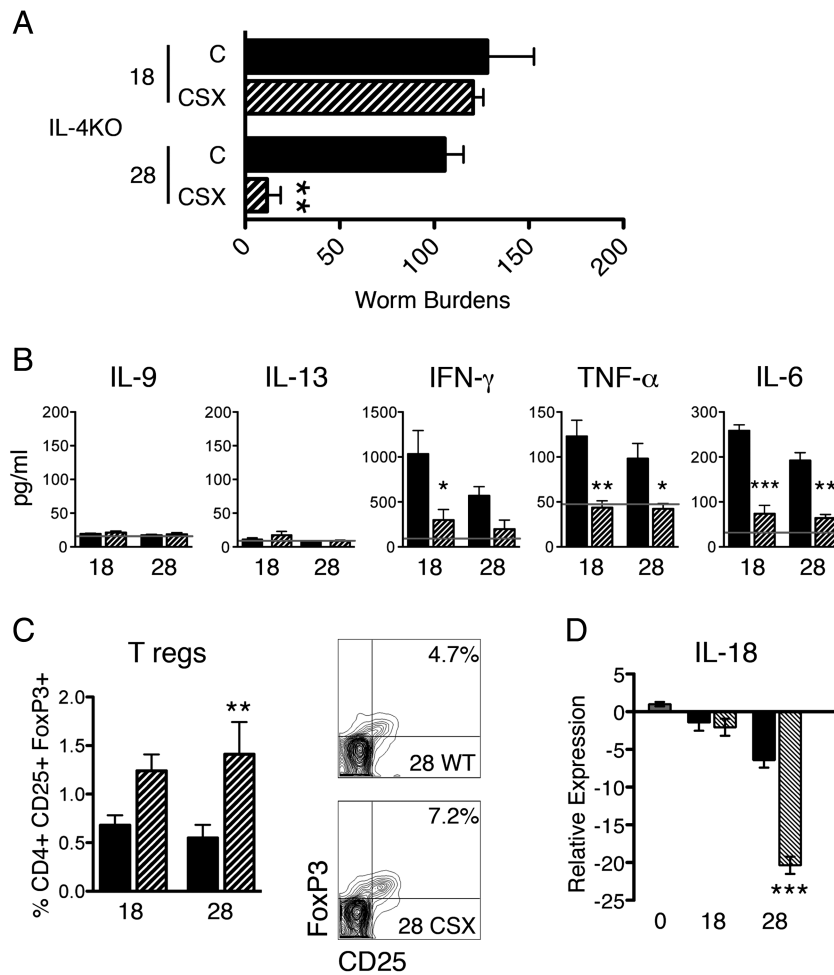 A
IL-4KO
18
C
CSX
28
C
CSX
**
0
50
100
150
200
Worm Burdens
B
IL-9
IL-13
IFN-γ
TNF-α
IL-6
pg/ml
200
150
100
50
0
18
28
200
150
100
50
0
18
28
1500
1000
500
0
*
18
28
150
100
50
0
**
*
18
28
300
200
100
0
***
**
18
28
C
T regs
% CD4+ CD25+ FoxP3+
2.0
1.5
1.0
0.5
0.0
**
18
28
4.7%
28 WT
7.2%
28 CSX
FoxP3
CD25
D
IL-18
Relative Expression
5
0
-5
-10
-15
-20
-25
***
0
18
28